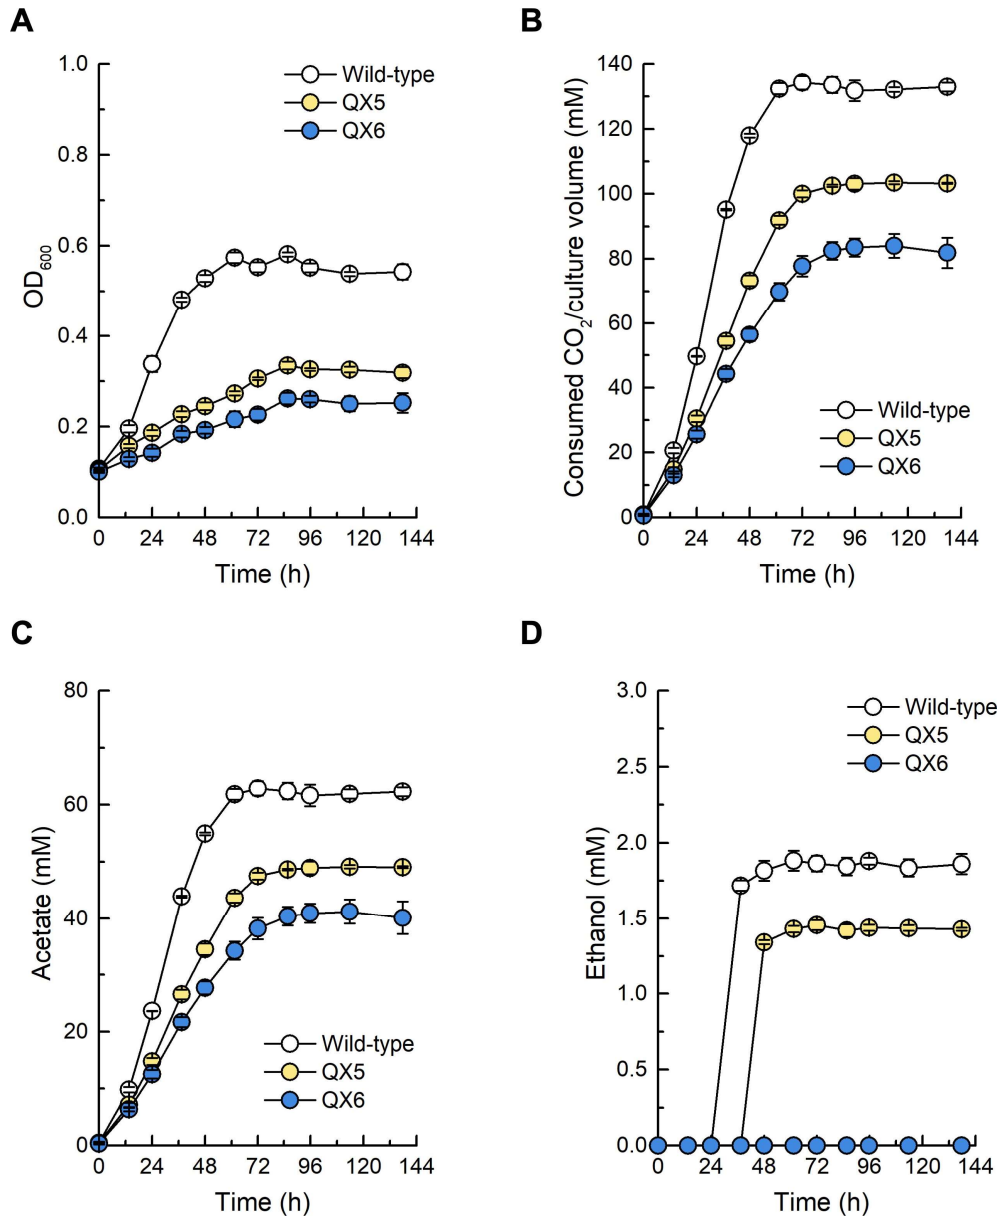 A
OD600
1.0
0.8
0.6
0.4
0.2
0.0
0 24 48 72 96 120 144
Time (h)
Wild-type
QX5
QX6
B
Consumed CO2/culture volume (mM)
140
120
100
80
60
40
20
0
0 24 48 72 96 120 144
Time (h)
Wild-type
QX5
QX6
C
Acetate (mM)
80
60
40
20
0
0 24 48 72 96 120 144
Time (h)
Wild-type
QX5
QX6
D
Ethanol (mM)
3.0
2.5
2.0
1.5
1.0
0.5
0.0
0 24 48 72 96 120 144
Time (h)
Wild-type
QX5
QX6